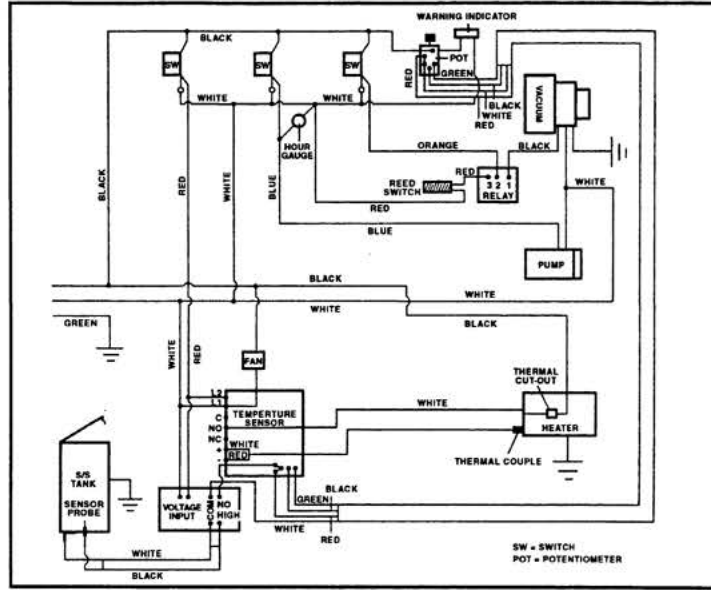 WARNING INDICATOR
BLACK
SW
SW
SW
POT
RED
GREEN
VACUUM
WHITE
WHITE
BLACK
WHITE
RED
HOUR
GAUGE
ORANGE
BLACK
BLACK
RED
WHITE
BLUE
REED
SWITCH
RED
3 2 1
RELAY
WHITE
RED
BLUE
PUMP
BLACK
WHITE
WHITE
GREEN
BLACK
WHITE
RED
FAN
THERMAL
CUT-OUT
L2
L1
TEMPERTURE
SENSOR
C
NO
NC
+
-
WHITE
RED
WHITE
HEATER
THERMAL COUPLE
S/S
TANK
SENSOR
PROBE
VOLTAGE
INPUT
COM
NO
HIGH
GREEN
BLACK
WHITE
RED
WHITE
BLACK
SW = SWITCH
POT = POTENTIOMETER